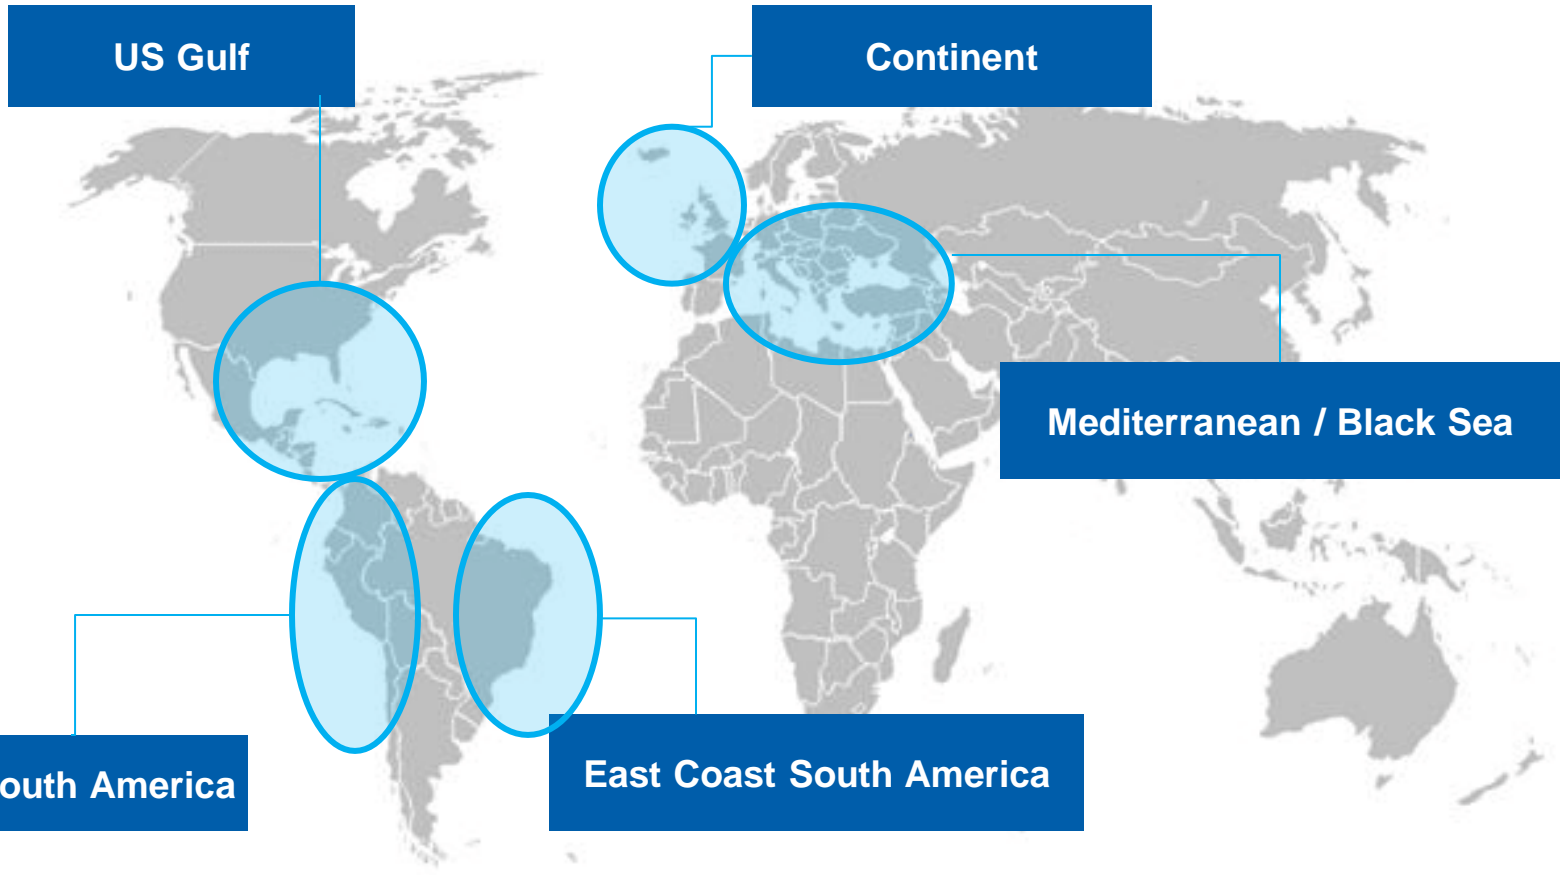 US Gulf
Continent
Mediterranean / Black Sea
outh America
East Coast South America